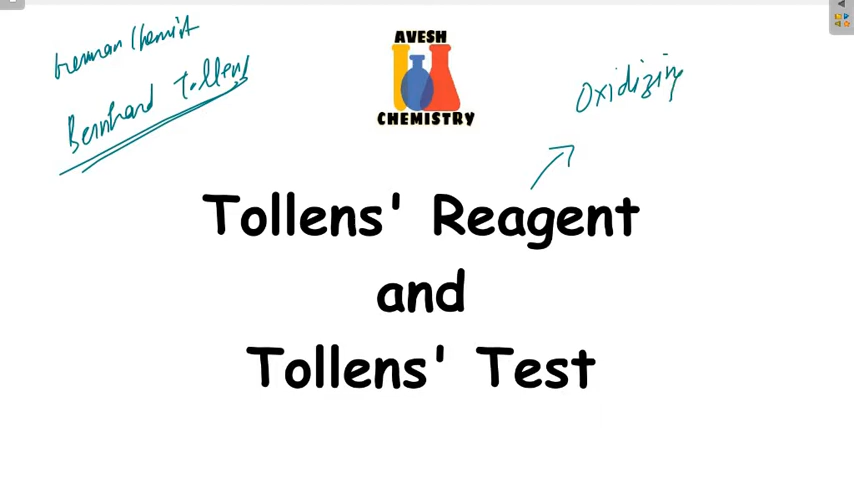 German Chemist
Bernhard Tollens
AVESH
CHEMISTRY
Oxidizing
Tollens' Reagent
and
Tollens' Test